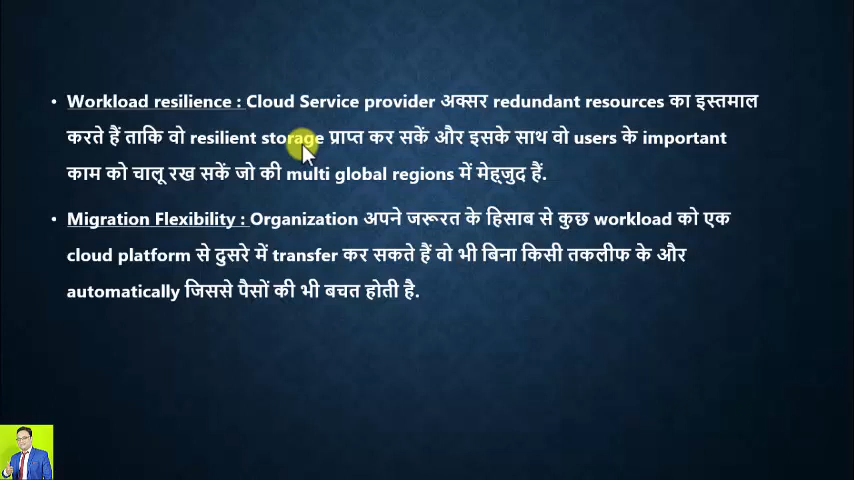 • Workload resilience : Cloud Service provider अक्सर redundant resources का इस्तमाल
करते हैं ताकि वो resilient storage प्राप्त कर सकें और इसके साथ वो users के important
काम को चालू रख सकें जो की multi global regions में मेह्जुद हैं.
• Migration Flexibility : Organization अपने जरूरत के हिसाब से कुछ workload को एक
cloud platform से दुसरे में transfer कर सकते हैं वो भी बिना किसी तकलीफ के और
automatically जिससे पैसों की भी बचत होती है.